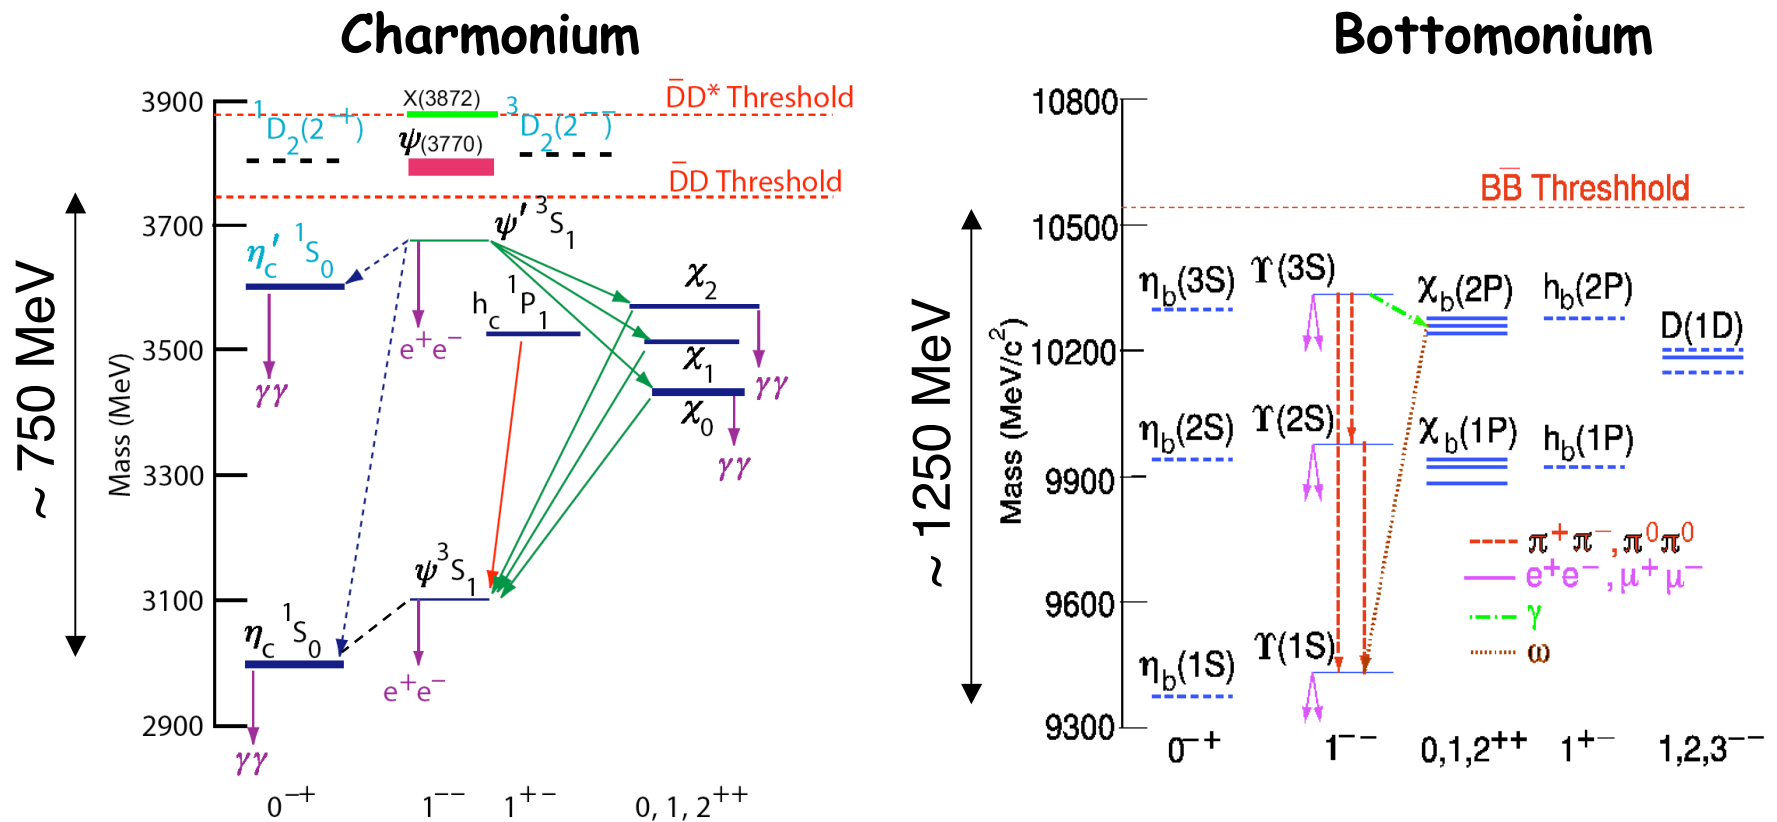 Charmonium
3900
3700
3500
3300
3100
2900
Mass (MeV)
~ 750 MeV
D̄D* Threshold
X(3872)
¹D₂(2⁻⁺)
³D₂(2⁻⁻)
ψ(3770)
D̄D Threshold
ψ′ ³S₁
η′c ¹S₀
χ₂
hc ¹P₁
e⁺e⁻
χ₁
γγ
γγ
χ₀
γγ
ψ ³S₁
ηc ¹S₀
e⁺e⁻
γγ
0⁻⁺
1⁻⁻
1⁺⁻
0, 1, 2⁺⁺
Bottomonium
10800
10500
10200
9900
9600
9300
Mass (MeV/c²)
~ 1250 MeV
BB̄ Threshhold
ηb(3S)
ϒ(3S)
χb(2P)
hb(2P)
D(1D)
ηb(2S)
ϒ(2S)
χb(1P)
hb(1P)
π⁺π⁻, π⁰π⁰
e⁺e⁻, μ⁺μ⁻
γ
ω
ηb(1S)
ϒ(1S)
0⁻⁺
1⁻⁻
0,1,2⁺⁺
1⁺⁻
1,2,3⁻⁻